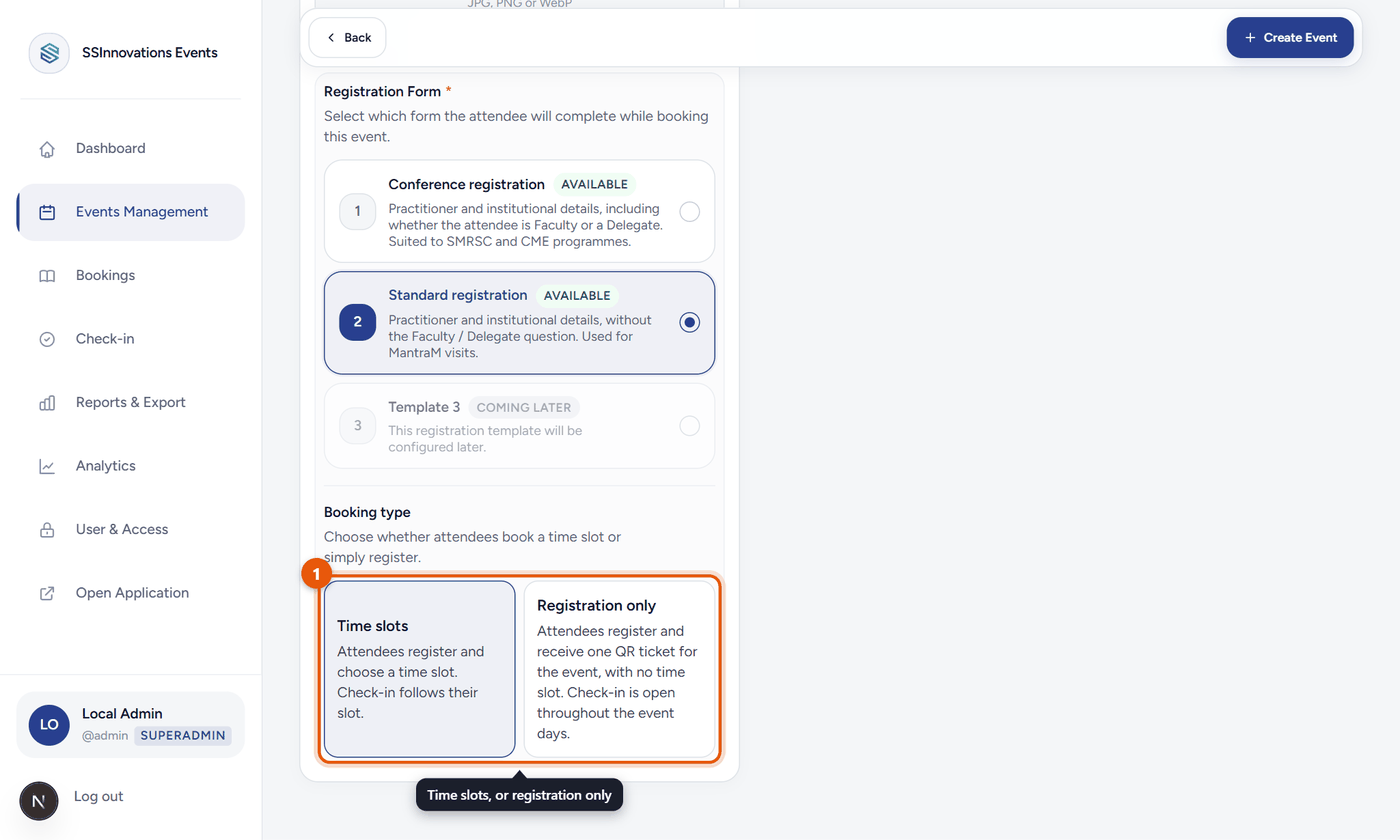 JPG, PNG or WebP
SSInnovations Events
Back
Create Event
Registration Form *
Select which form the attendee will complete while booking
this event.
Dashboard
Events Management
Bookings
Check-in
Reports & Export
Analytics
User & Access
Open Application
1
Conference registration AVAILABLE
Practitioner and institutional details, including
whether the attendee is Faculty or a Delegate.
Suited to SMRSC and CME programmes.
2
Standard registration AVAILABLE
Practitioner and institutional details, without
the Faculty / Delegate question. Used for
MantraM visits.
3
Template 3 COMING LATER
This registration template will be
configured later.
Booking type
Choose whether attendees book a time slot or
simply register.
1
Time slots
Attendees register and
choose a time slot.
Check-in follows their
slot.
Registration only
Attendees register and
receive one QR ticket for
the event, with no time
slot. Check-in is open
throughout the event
days.
Time slots, or registration only
LO
Local Admin
@admin SUPERADMIN
N
Log out